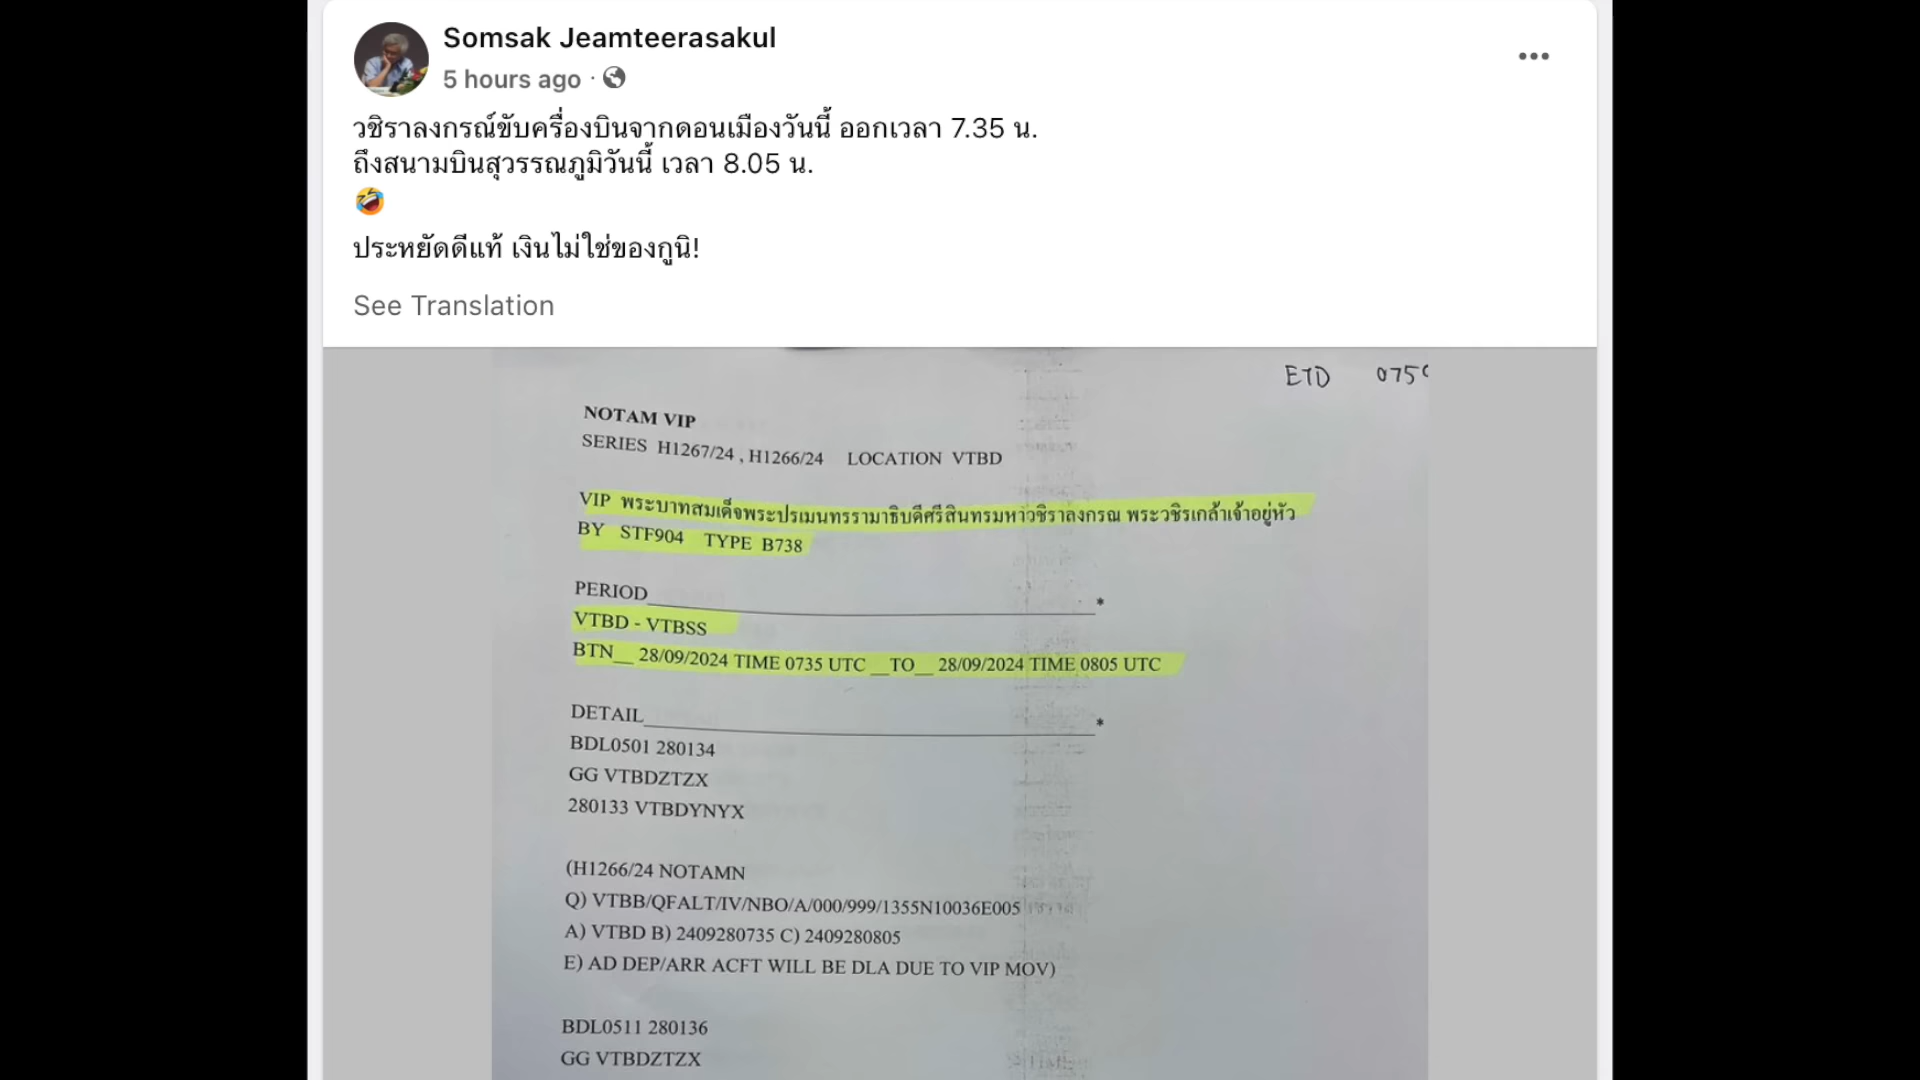 Somsak Jeamteerasakul
5 hours ago ·
วชิราลงกรณ์ขับครื่องบินจากดอนเมืองวันนี้ ออกเวลา 7.35 น.
ถึงสนามบินสุวรรณภูมิวันนี้ เวลา 8.05 น.
🤣
ประหยัดดีแท้ เงินไม่ใช่ของกูนิ!
See Translation
ETD 075
NOTAM VIP
SERIES H1267/24 , H1266/24 LOCATION VTBD
VIP พระบาทสมเด็จพระปรเมนทรรามาธิบดีศรีสินทรมหาวชิราลงกรณ พระวชิรเกล้าเจ้าอยู่หัว
BY STF904 TYPE B738
PERIOD____________________*
VTBD - VTBSS
BTN__ 28/09/2024 TIME 0735 UTC __TO__ 28/09/2024 TIME 0805 UTC
DETAIL____________________*
BDL0501 280134
GG VTBDZTZX
280133 VTBDYNYX
(H1266/24 NOTAMN
Q) VTBB/QFALT/IV/NBO/A/000/999/1355N10036E005
A) VTBD B) 2409280735 C) 2409280805
E) AD DEP/ARR ACFT WILL BE DLA DUE TO VIP MOV)
BDL0511 280136
GG VTBDZTZX